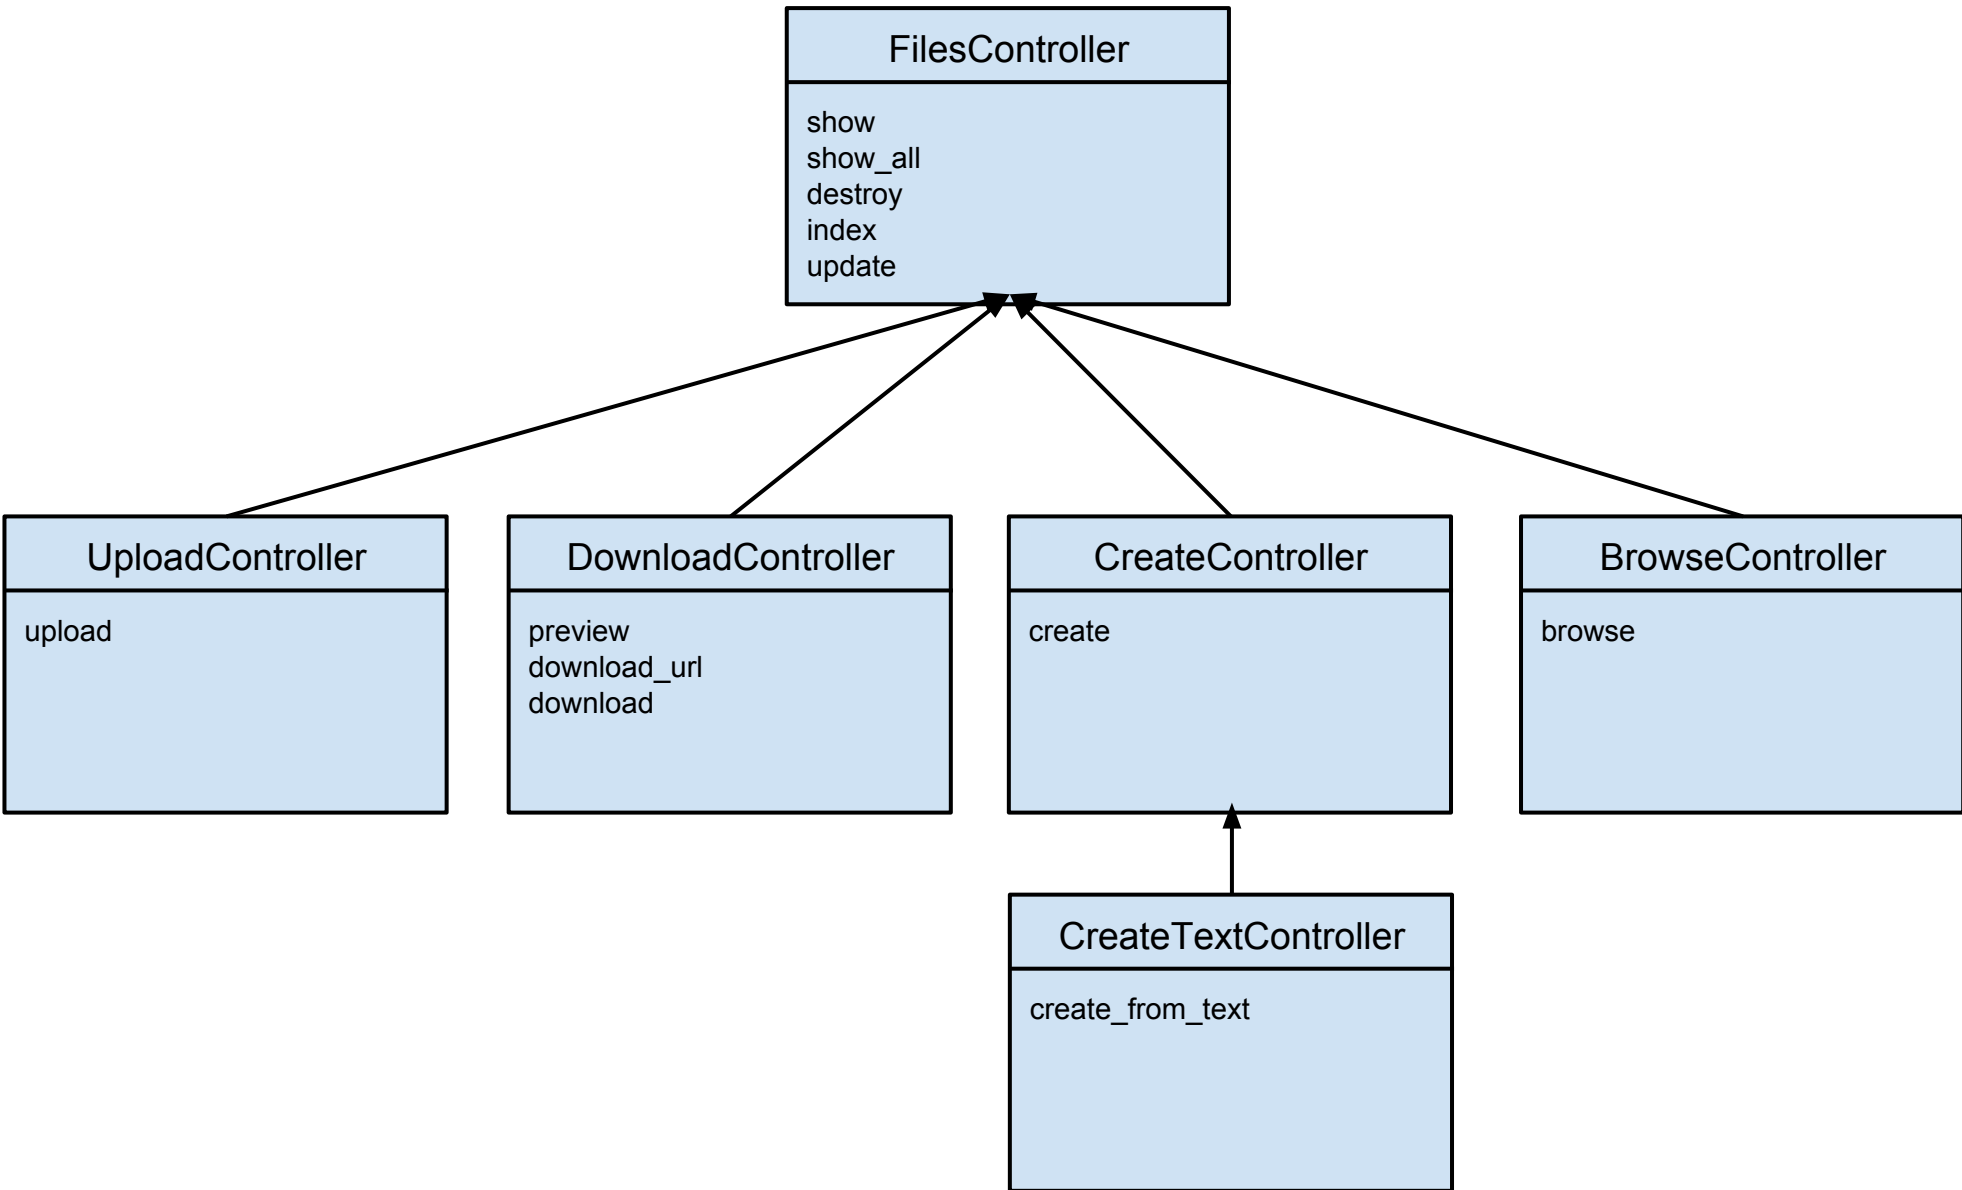 FilesController
show
show_all
destroy
index
update
UploadController
upload
DownloadController
preview
download_url
download
CreateController
create
BrowseController
browse
CreateTextController
create_from_text